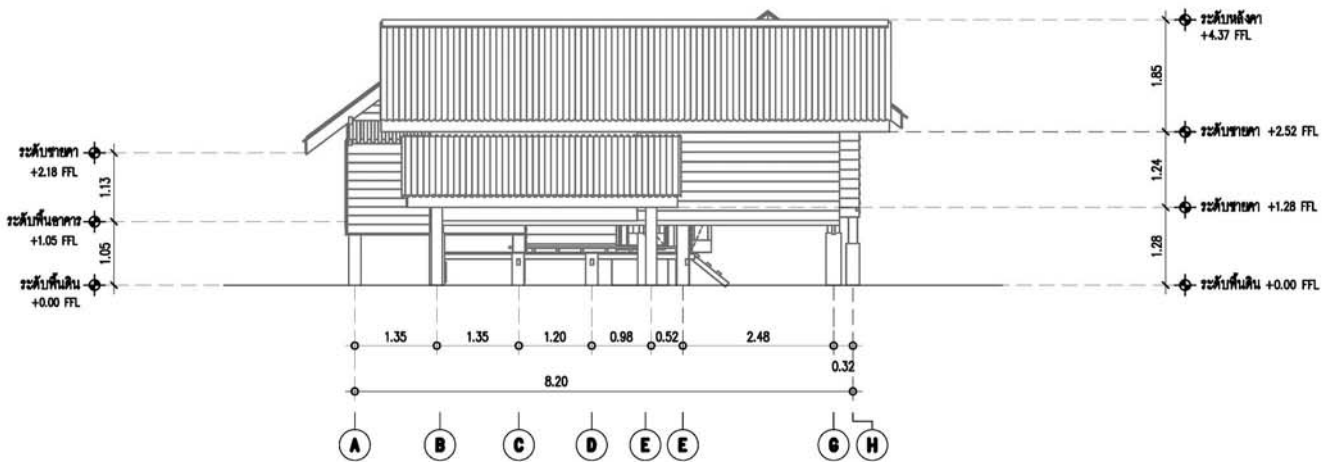 ระดับหลังคา
+4.37 FFL
1.85
ระดับชายคา +2.52 FFL
ระดับชายคา
+2.18 FFL
1.13
1.24
ระดับพื้นอาคาร
+1.05 FFL
ระดับชายคา +1.28 FFL
1.05
1.28
ระดับพื้นดิน
+0.00 FFL
ระดับพื้นดิน +0.00 FFL
1.35 1.35 1.20 0.98 0.52 2.48
0.32
8.20
A B C D E E G H